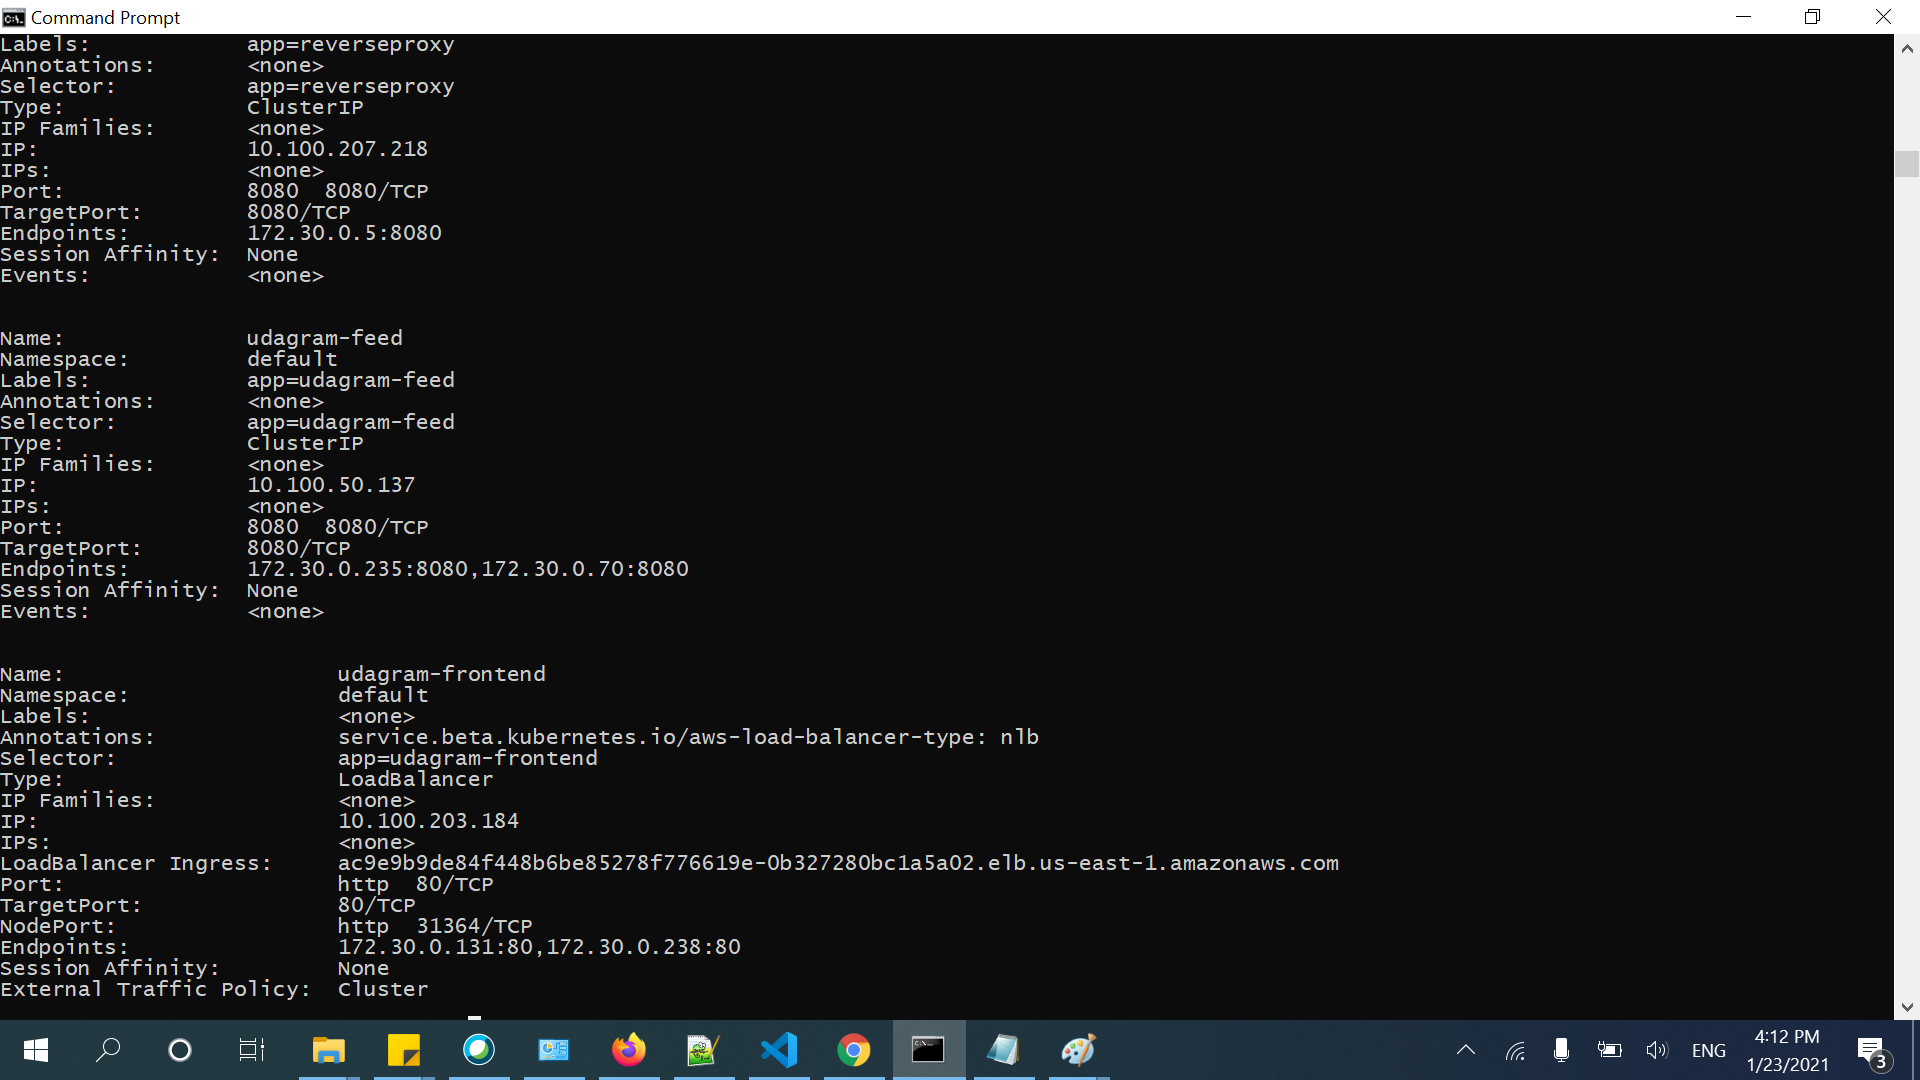 Command Prompt
Labels: app=reverseproxy
Annotations: <none>
Selector: app=reverseproxy
Type: ClusterIP
IP Families: <none>
IP: 10.100.207.218
IPs: <none>
Port: 8080 8080/TCP
TargetPort: 8080/TCP
Endpoints: 172.30.0.5:8080
Session Affinity: None
Events: <none>
Name: udagram-feed
Namespace: default
Labels: app=udagram-feed
Annotations: <none>
Selector: app=udagram-feed
Type: ClusterIP
IP Families: <none>
IP: 10.100.50.137
IPs: <none>
Port: 8080 8080/TCP
TargetPort: 8080/TCP
Endpoints: 172.30.0.235:8080,172.30.0.70:8080
Session Affinity: None
Events: <none>
Name: udagram-frontend
Namespace: default
Labels: <none>
Annotations: service.beta.kubernetes.io/aws-load-balancer-type: nlb
Selector: app=udagram-frontend
Type: LoadBalancer
IP Families: <none>
IP: 10.100.203.184
IPs: <none>
LoadBalancer Ingress: ac9e9b9de84f448b6be85278f776619e-0b327280bc1a5a02.elb.us-east-1.amazonaws.com
Port: http 80/TCP
TargetPort: 80/TCP
NodePort: http 31364/TCP
Endpoints: 172.30.0.131:80,172.30.0.238:80
Session Affinity: None
External Traffic Policy: Cluster
ENG
4:12 PM
1/23/2021
3